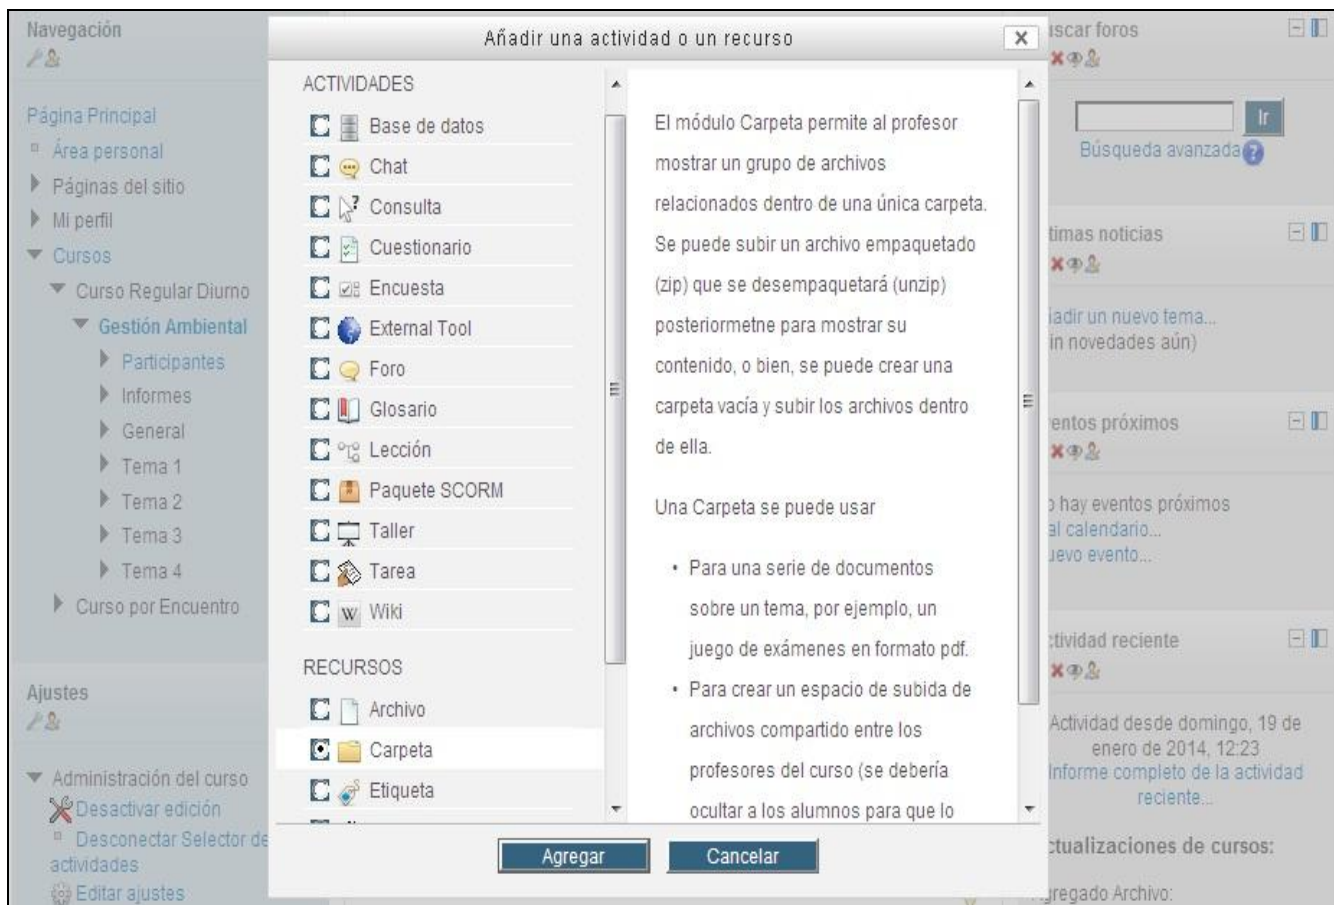 Navegación
Página Principal
Área personal
Páginas del sitio
Mi perfil
Cursos
Curso Regular Diurno
Gestión Ambiental
Participantes
Informes
General
Tema 1
Tema 2
Tema 3
Tema 4
Curso por Encuentro
Ajustes
Administración del curso
Desactivar edición
Desconectar Selector de
actividades
Editar ajustes
Añadir una actividad o un recurso
ACTIVIDADES
Base de datos
Chat
Consulta
Cuestionario
Encuesta
External Tool
Foro
Glosario
Lección
Paquete SCORM
Taller
Tarea
Wiki
RECURSOS
Archivo
Carpeta
Etiqueta
El módulo Carpeta permite al profesor
mostrar un grupo de archivos
relacionados dentro de una única carpeta.
Se puede subir un archivo empaquetado
(zip) que se desempaquetará (unzip)
posteriormetne para mostrar su
contenido, o bien, se puede crear una
carpeta vacía y subir los archivos dentro
de ella.
Una Carpeta se puede usar
• Para una serie de documentos
sobre un tema, por ejemplo, un
juego de exámenes en formato pdf.
• Para crear un espacio de subida de
archivos compartido entre los
profesores del curso (se debería
ocultar a los alumnos para que lo
Agregar
Cancelar
uscar foros
Ir
Búsqueda avanzada
timas noticias
adir un nuevo tema...
in novedades aún)
entos próximos
o hay eventos próximos
al calendario...
uevo evento...
ctividad reciente
Actividad desde domingo, 19 de
enero de 2014, 12:23
Informe completo de la actividad
reciente...
ctualizaciones de cursos:
Agregado Archivo: